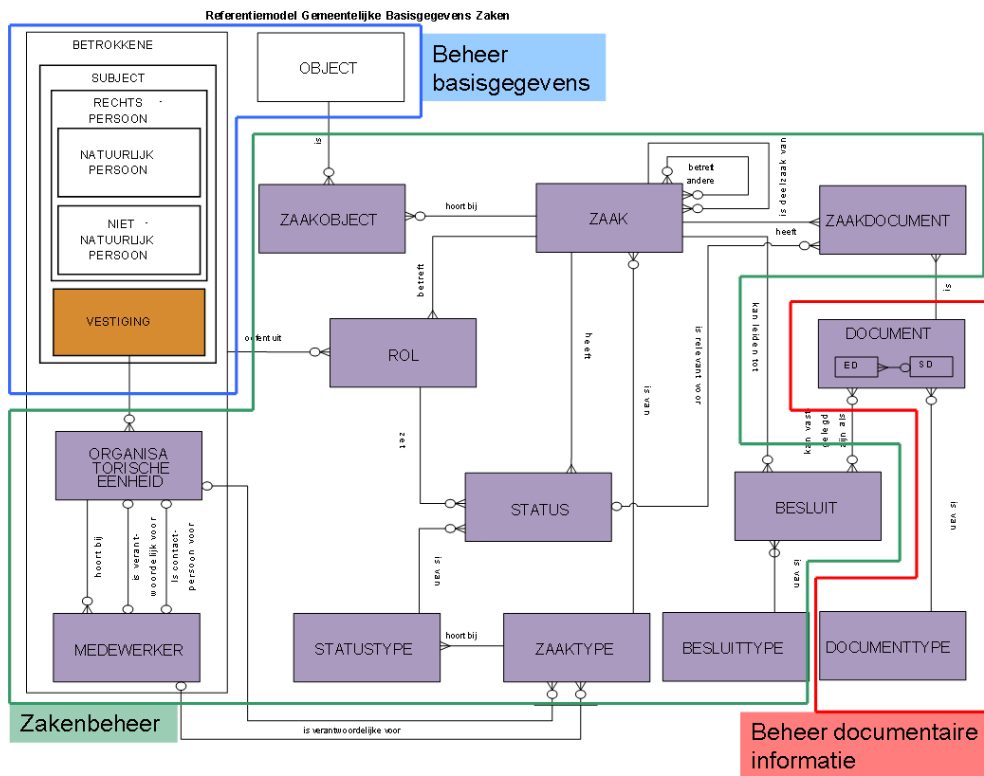 Referentiemodel Gemeentelijke Basisgegevens Zaken
BETROKKENE
SUBJECT
RECHTS -
PERSOON
NATUURLIJK
PERSOON
NIET -
NATUURLIJK
PERSOON
VESTIGING
OBJECT
Beheer
basisgegevens
is
ZAAKOBJECT
hoort bij
ZAAK
betreft
andere
is deelzaak van
ZAAKDOCUMENT
heeft
is
betreft
oefent uit
ROL
heeft
is van
is relevant voor
kan leiden tot
DOCUMENT
ED
SD
kan vast-
gelegd
zijn als
zet
ORGANISA
TORISCHE
EENHEID
STATUS
BESLUIT
is van
hoort bij
is verant-
woordelijk voor
Is contact-
persoon voor
is van
is van
MEDEWERKER
STATUSTYPE
hoort bij
ZAAKTYPE
BESLUITTYPE
DOCUMENTTYPE
Zakenbeheer
is verantwoordelijke voor
Beheer documentaire
informatie